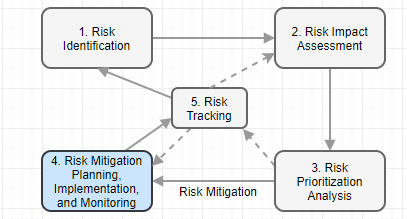 1. Risk
Identification
2. Risk Impact
Assessment
5. Risk
Tracking
4. Risk Mitigation
Planning,
Implementation,
and Monitoring
Risk Mitigation
3. Risk
Prioritization
Analysis